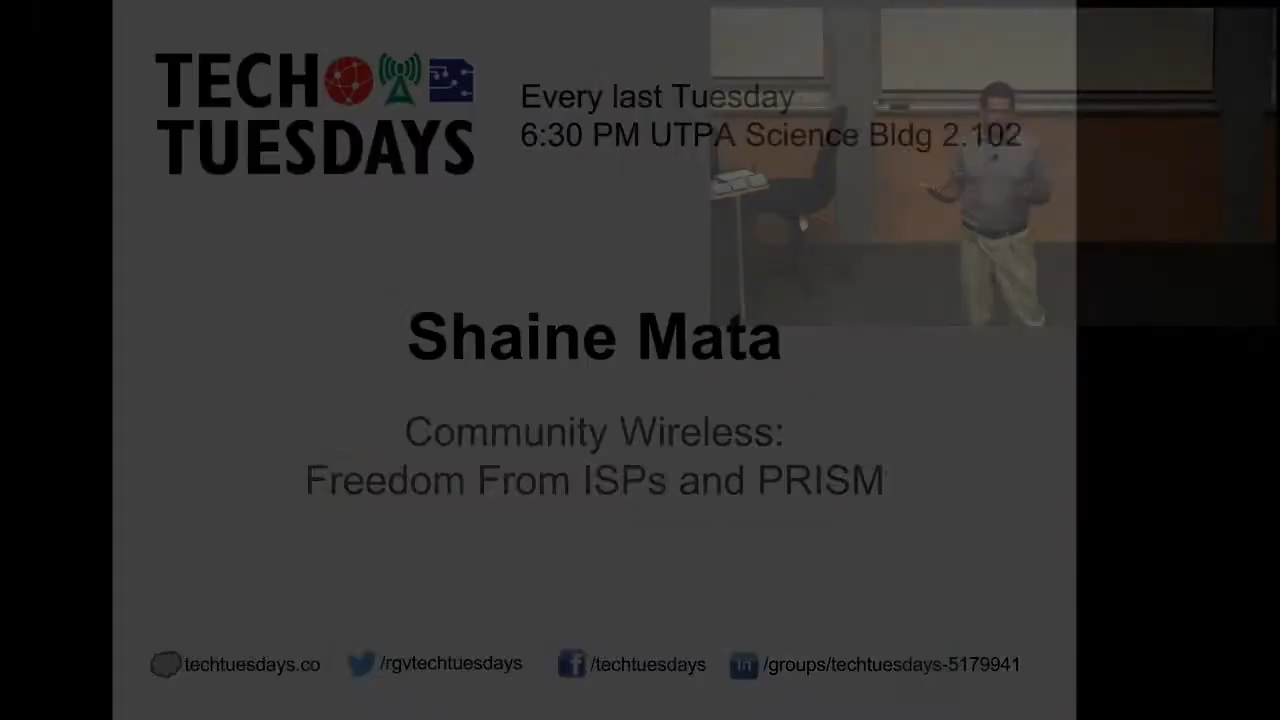 TECH
TUESDAYS
Every last Tuesday
6:30 PM UTPA Science Bldg 2.102
Shaine Mata
Community Wireless:
Freedom From ISPs and PRISM
techtuesdays.co
/rgvtechtuesdays
/techtuesdays
/groups/techtuesdays-5179941